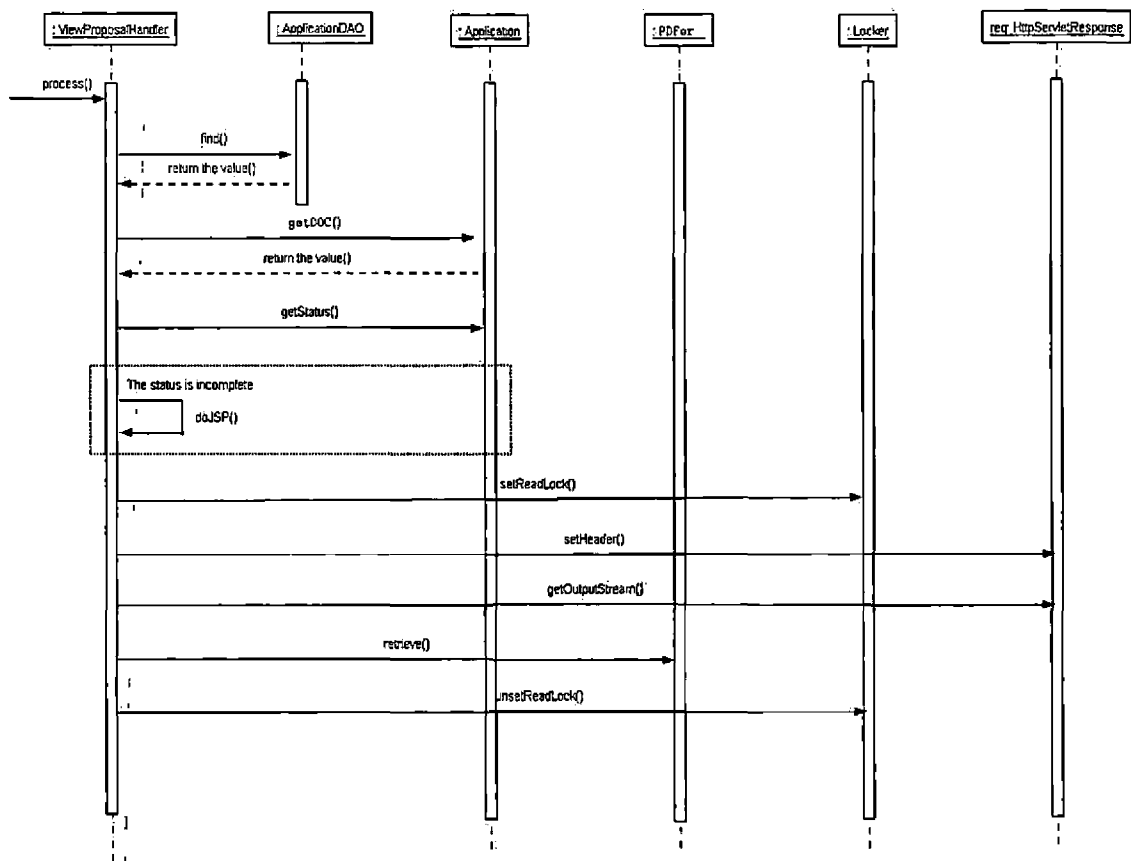 : ViewProposalHandler
: ApplicationDAO
: Application
: PDFor
: Locker
req: HttpServletResponse
process()
find()
return the value()
getDOC()
return the value()
getStatus()
The status is incomplete
doJSP()
setReadLock()
setHeader()
getOutputStream()
retrieve()
unsetReadLock()